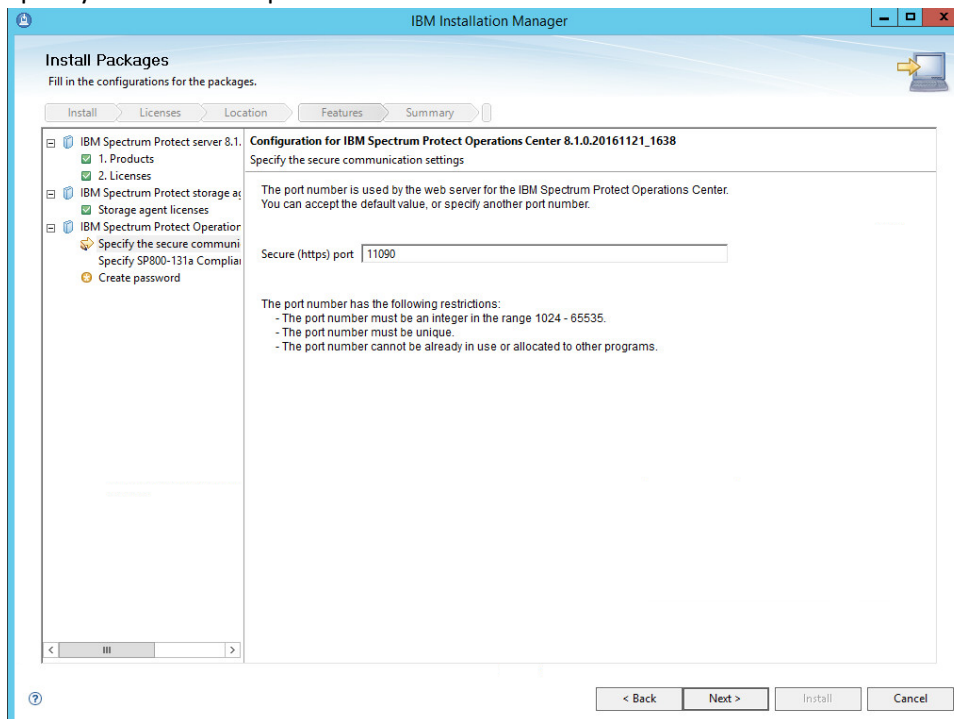 IBM Installation Manager
Install Packages
Fill in the configurations for the packages.
Install Licenses Location Features Summary
IBM Spectrum Protect server 8.1.
1. Products
2. Licenses
IBM Spectrum Protect storage ag
Storage agent licenses
IBM Spectrum Protect Operation
Specify the secure communi
Specify SP800-131a Complian
Create password
Configuration for IBM Spectrum Protect Operations Center 8.1.0.20161121_1638
Specify the secure communication settings
The port number is used by the web server for the IBM Spectrum Protect Operations Center.
You can accept the default value, or specify another port number.
Secure (https) port 11090
The port number has the following restrictions:
- The port number must be an integer in the range 1024 - 65535.
- The port number must be unique.
- The port number cannot be already in use or allocated to other programs.
< Back Next > Install Cancel